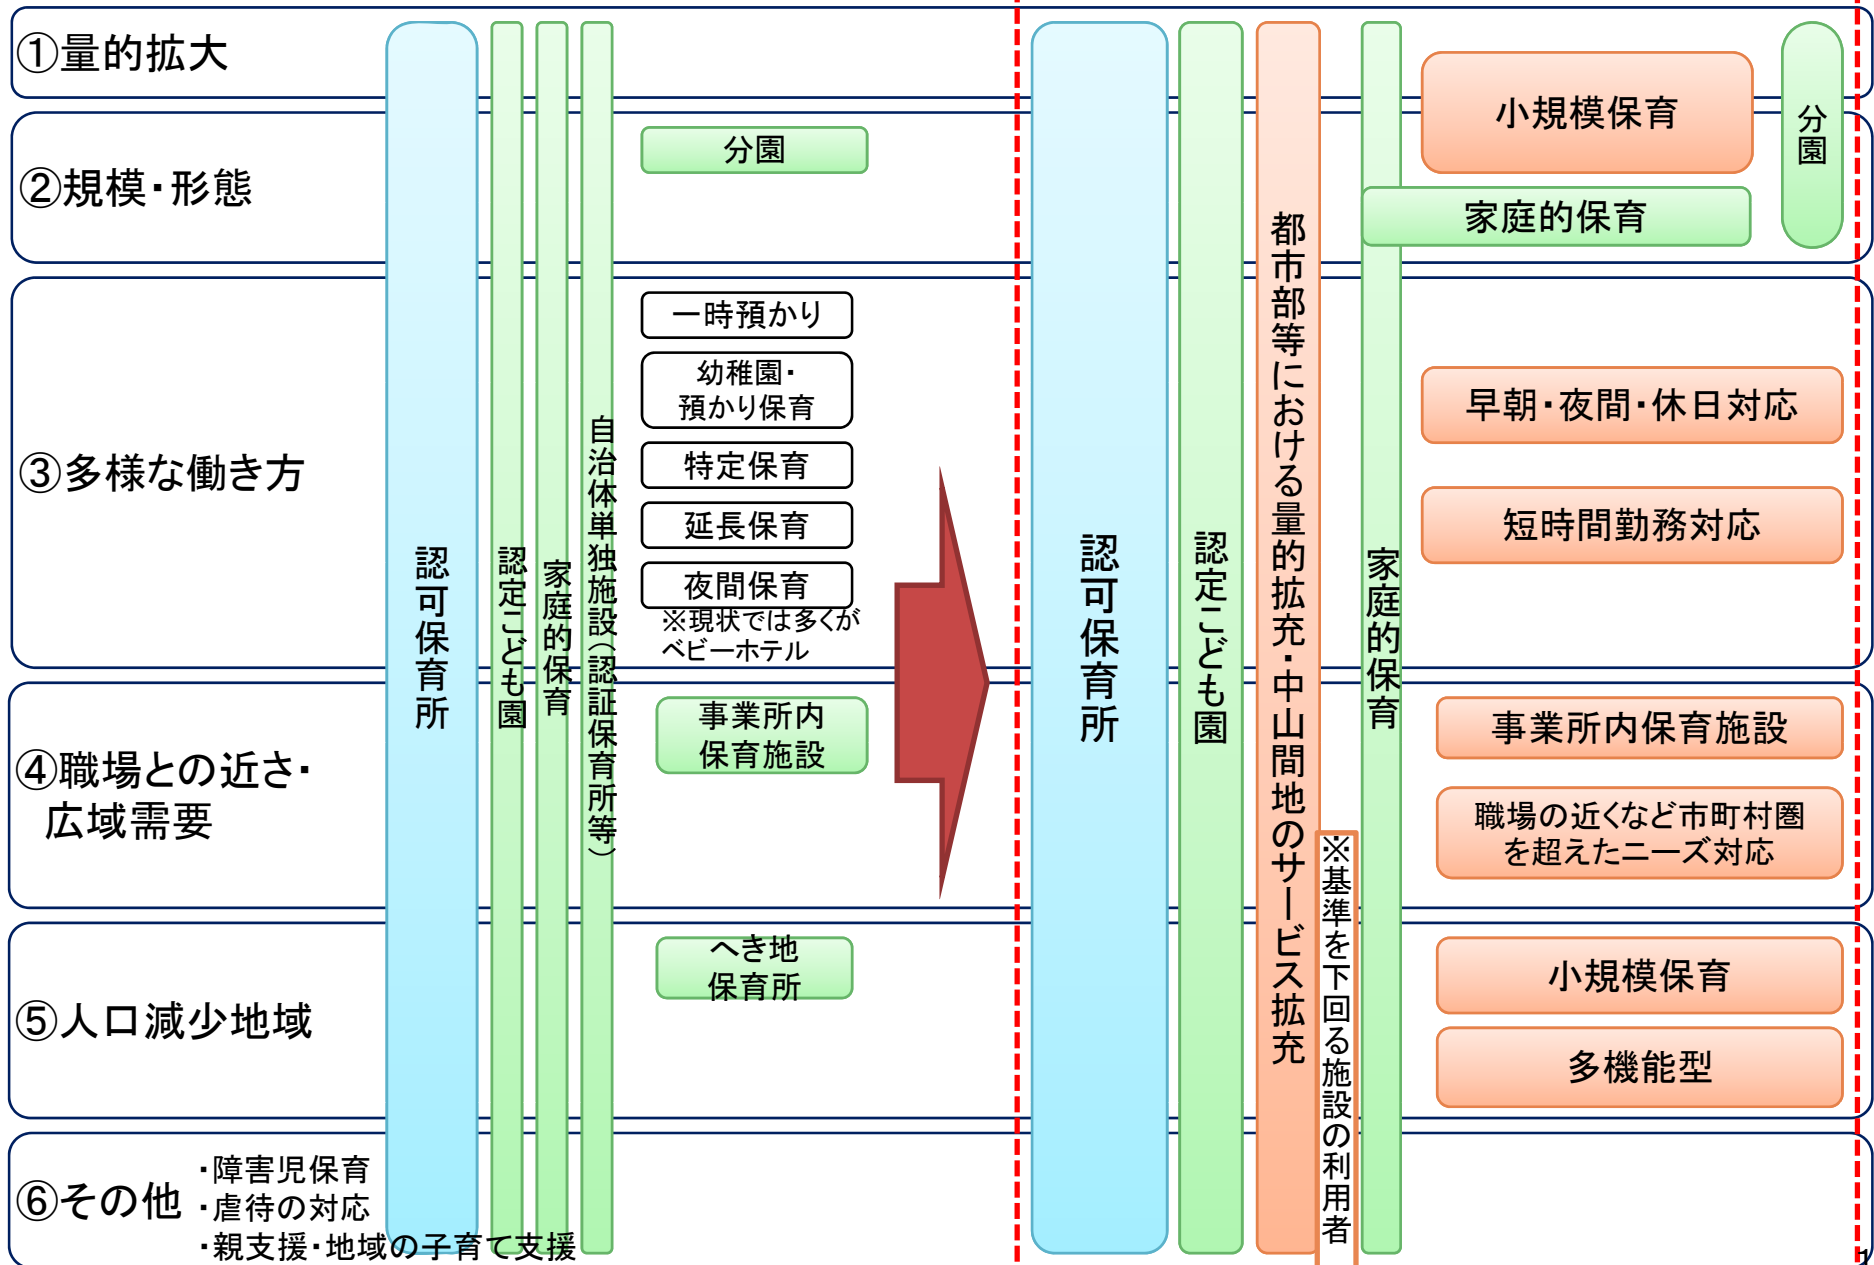 ①量的拡大
②規模・形態
③多様な働き方
④職場との近さ・
広域需要
⑤人口減少地域
⑥その他
・障害児保育
・虐待の対応
・親支援・地域の子育て支援
認可保育所
認定こども園
家庭的保育
自治体単独施設（認証保育所等）
分園
一時預かり
幼稚園・
預かり保育
特定保育
延長保育
夜間保育
※現状では多くが
ベビーホテル
事業所内
保育施設
へき地
保育所
認可保育所
認定こども園
都市部等における量的拡充・中山間地のサービス拡充
※基準を下回る施設の利用者
家庭的保育
小規模保育
分園
家庭的保育
早朝・夜間・休日対応
短時間勤務対応
事業所内保育施設
職場の近くなど市町村圏
を超えたニーズ対応
小規模保育
多機能型
1